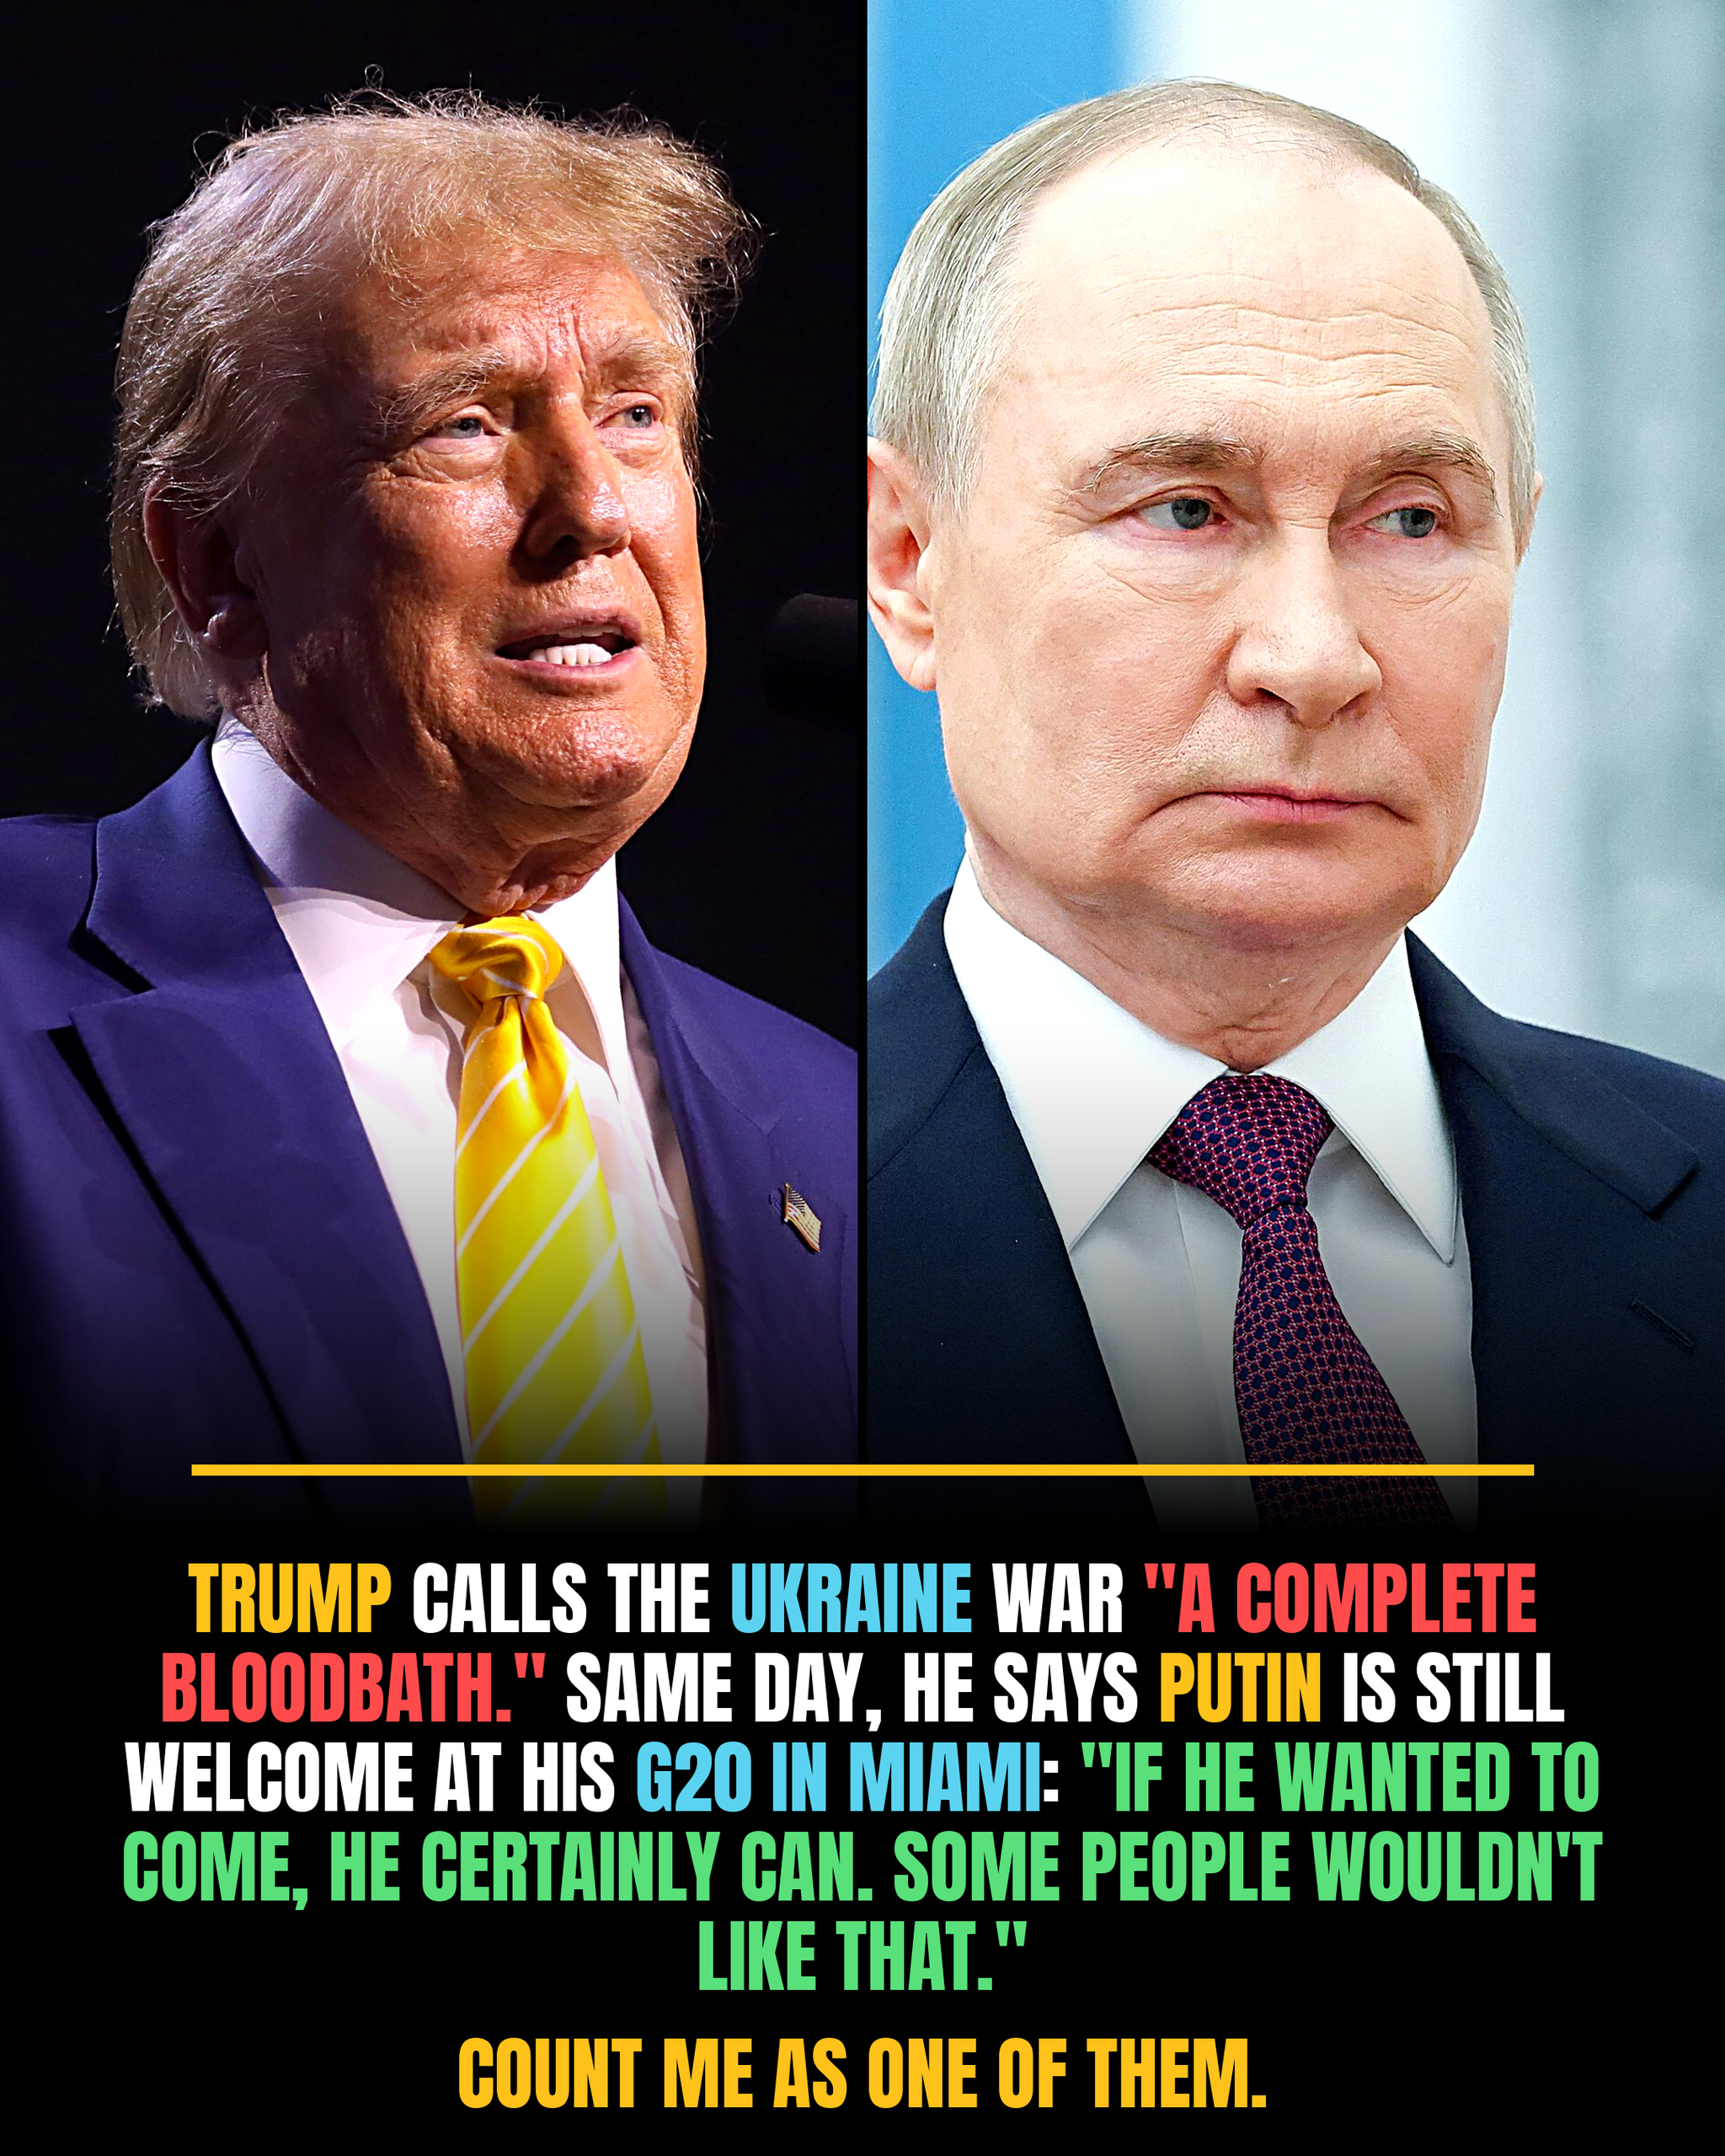 TRUMP CALLS THE UKRAINE WAR "A COMPLETE
BLOODBATH." SAME DAY, HE SAYS PUTIN IS STILL
WELCOME AT HIS G20 IN MIAMI: "IF HE WANTED TO
COME, HE CERTAINLY CAN. SOME PEOPLE WOULDN'T
LIKE THAT."
COUNT ME AS ONE OF THEM.